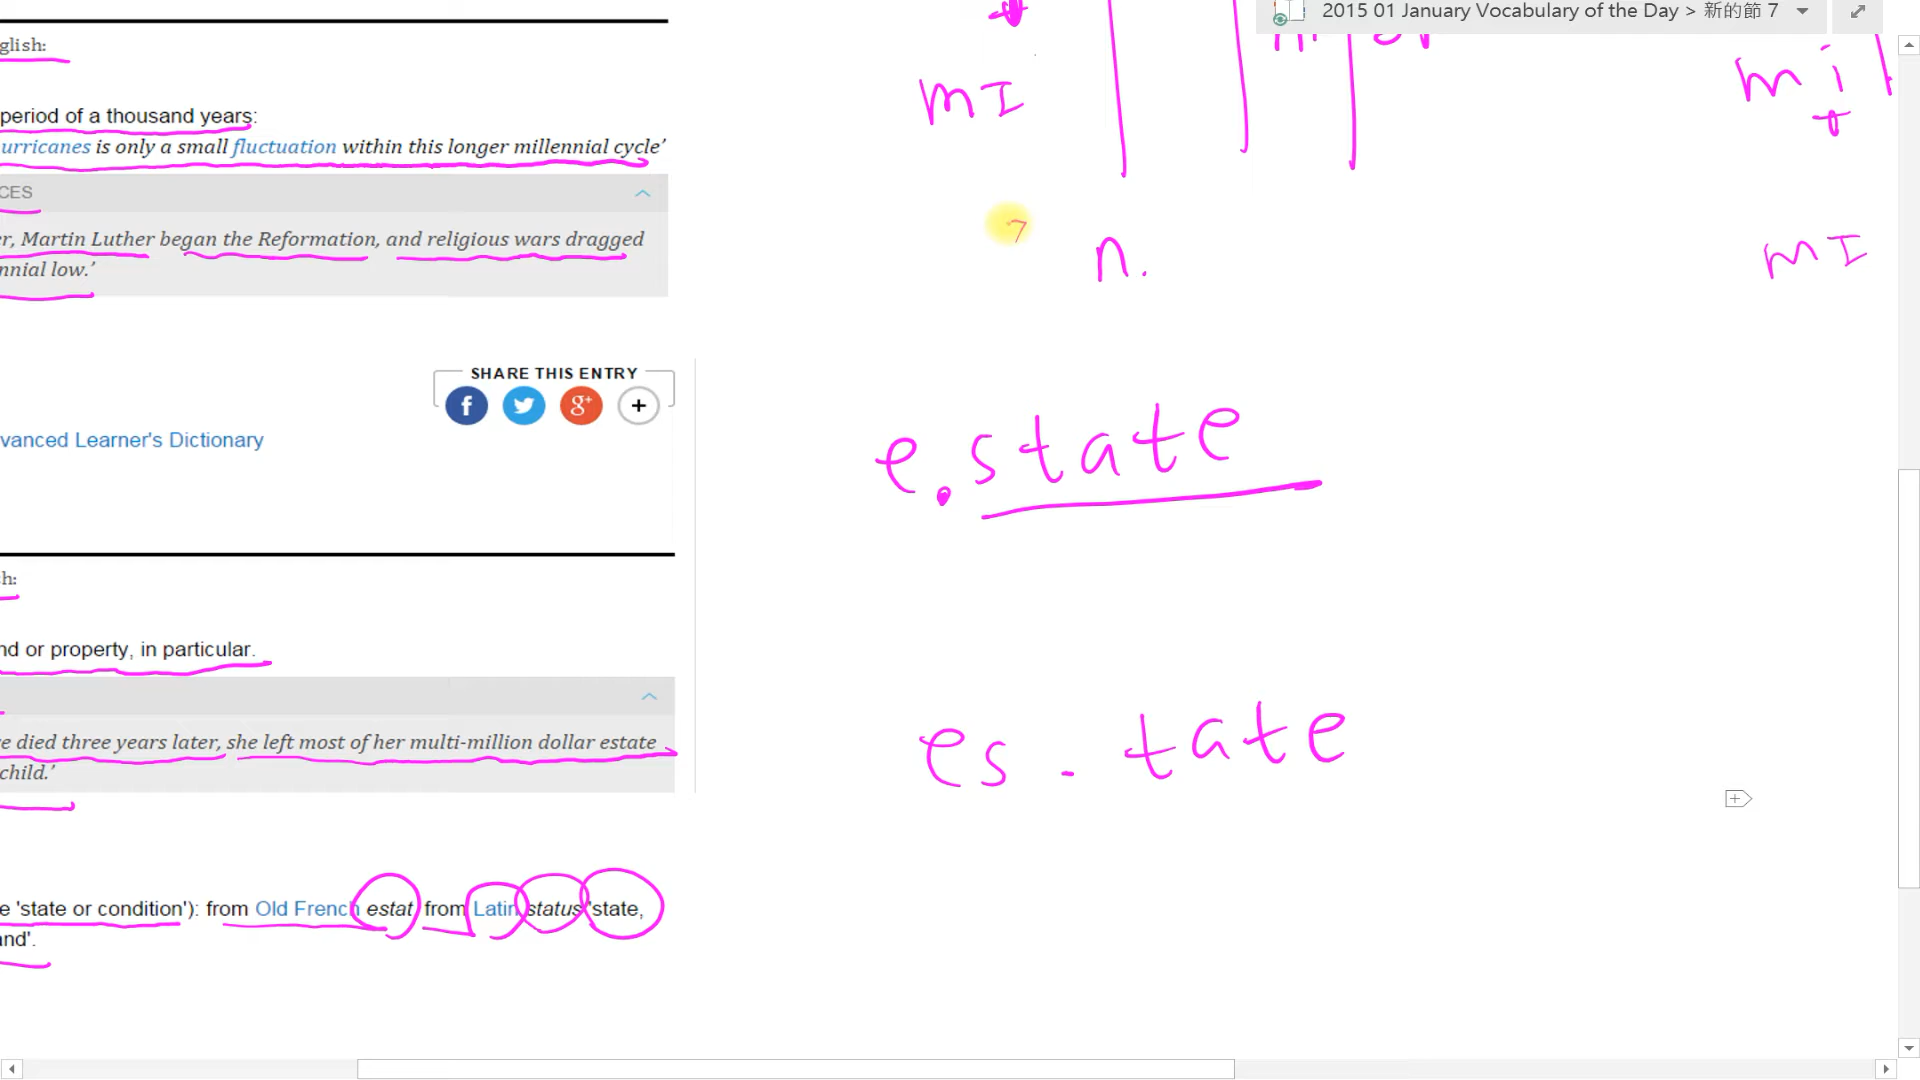 2015 01 January Vocabulary of the Day > 新的節 7
glish:
period of a thousand years:
urricanes is only a small fluctuation within this longer millennial cycle’
CES
er, Martin Luther began the Reformation, and religious wars dragged
nnial low.’
mI
mi
n.
mI
SHARE THIS ENTRY
vanced Learner's Dictionary
e.state
sh:
nd or property, in particular.
e died three years later, she left most of her multi-million dollar estate
child.’
es . tate
e 'state or condition'): from Old French estat from Latin status 'state,
and'.